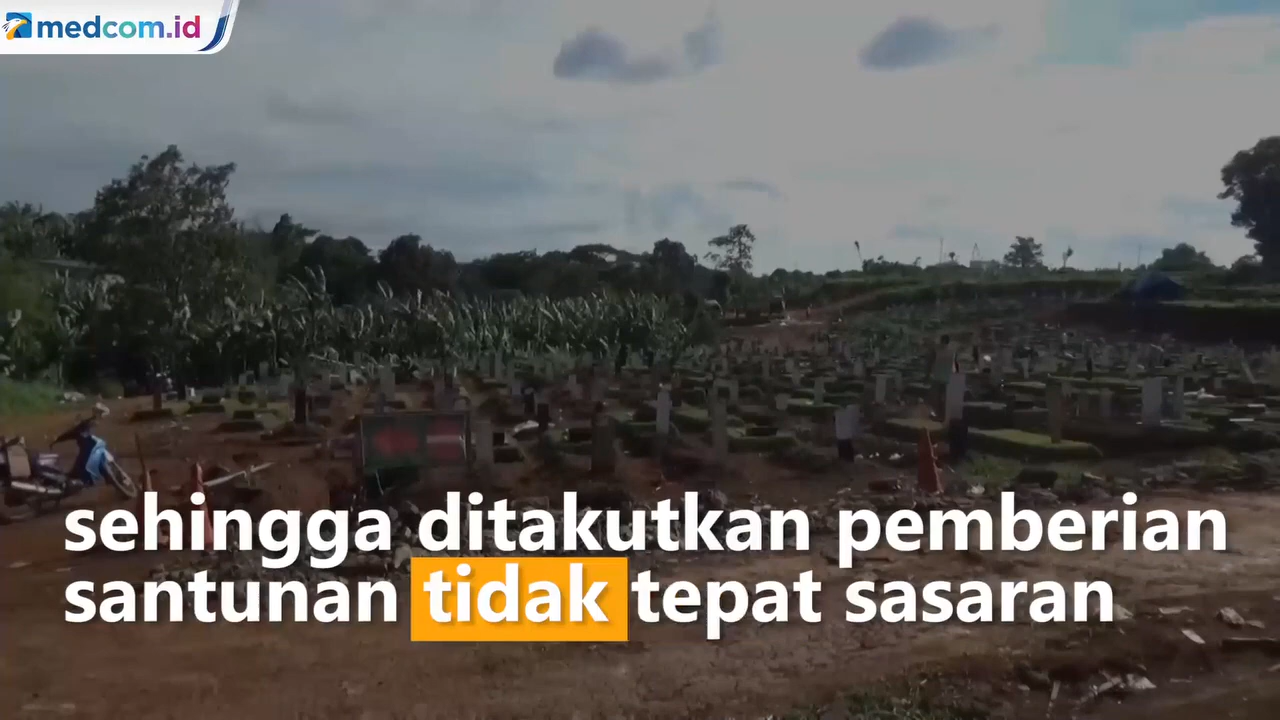 medcom.id
sehingga ditakutkan pemberian
santunan tidak tepat sasaran